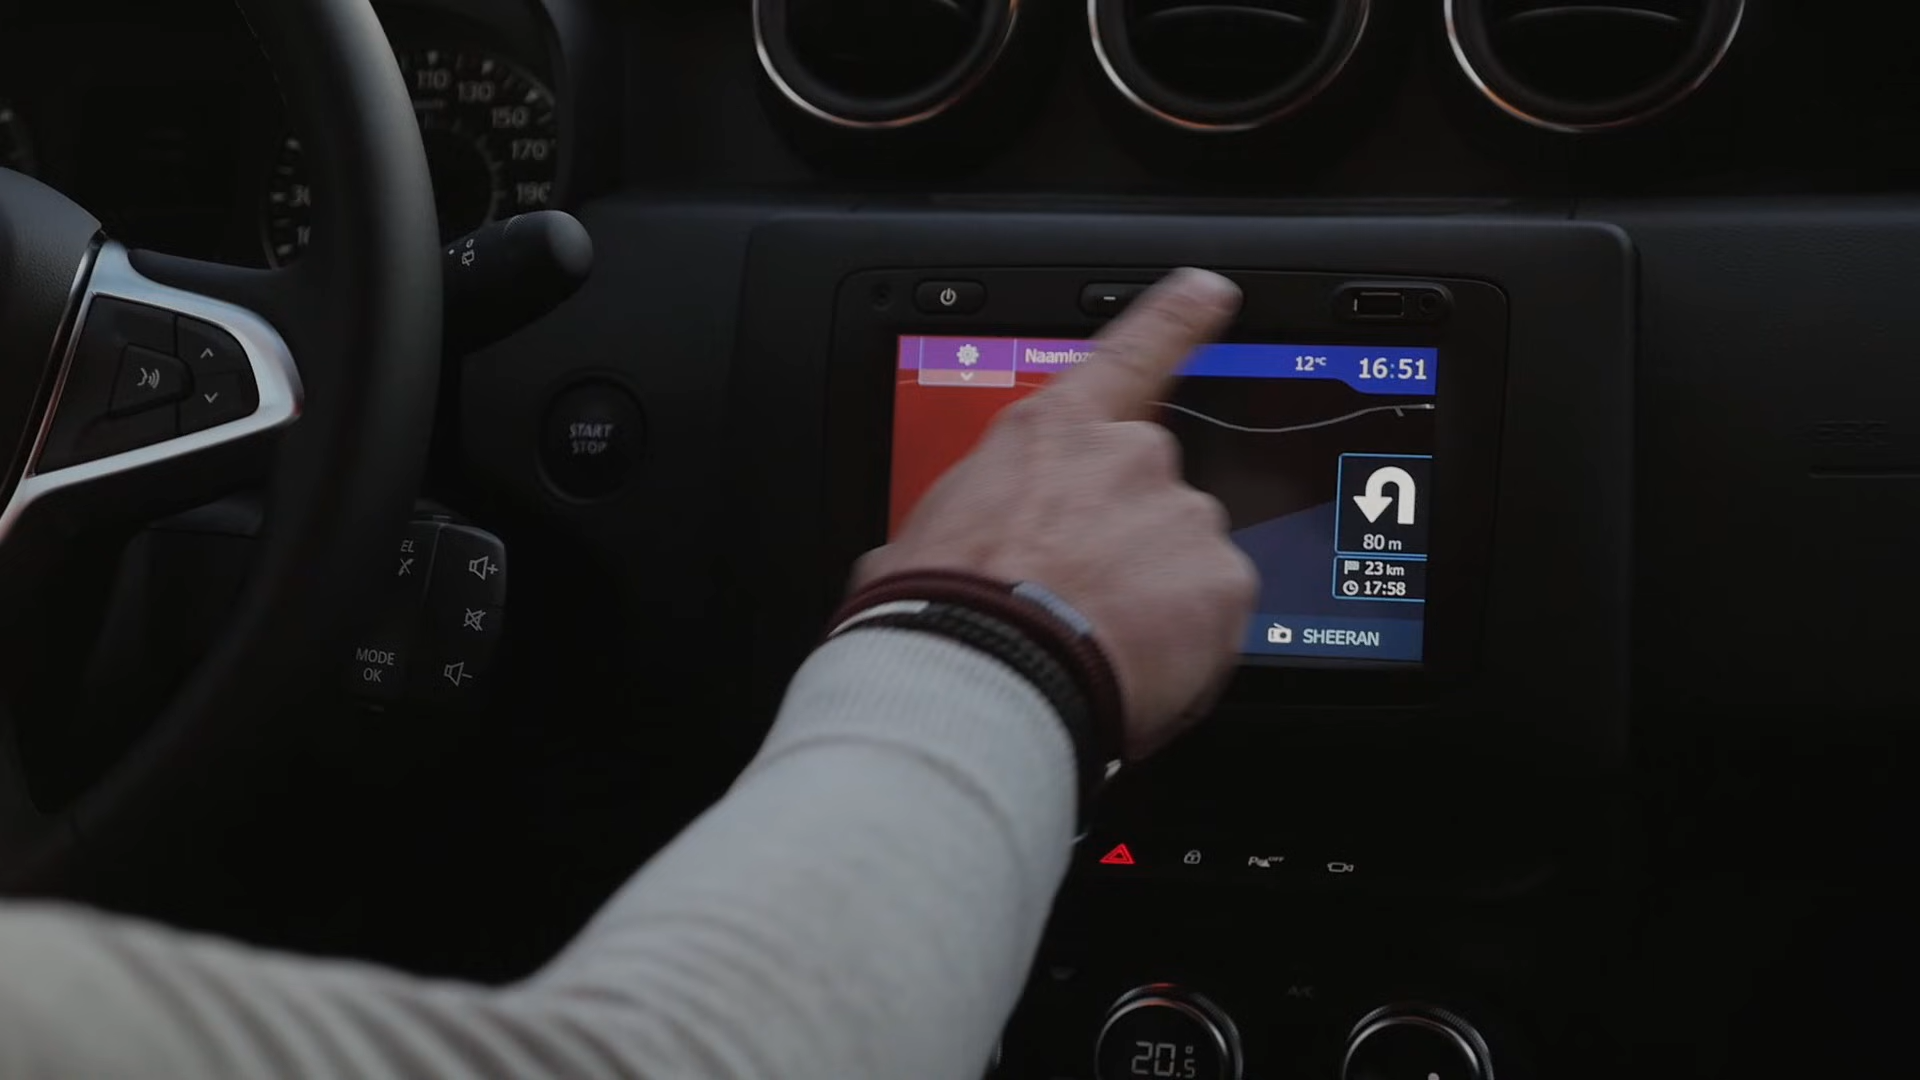 110
130
150
170
190
START
STOP
Naamloz
12°C
16:51
80 m
23 km
17:58
SHEERAN
MODE
OK
P OFF
A/C
20.5